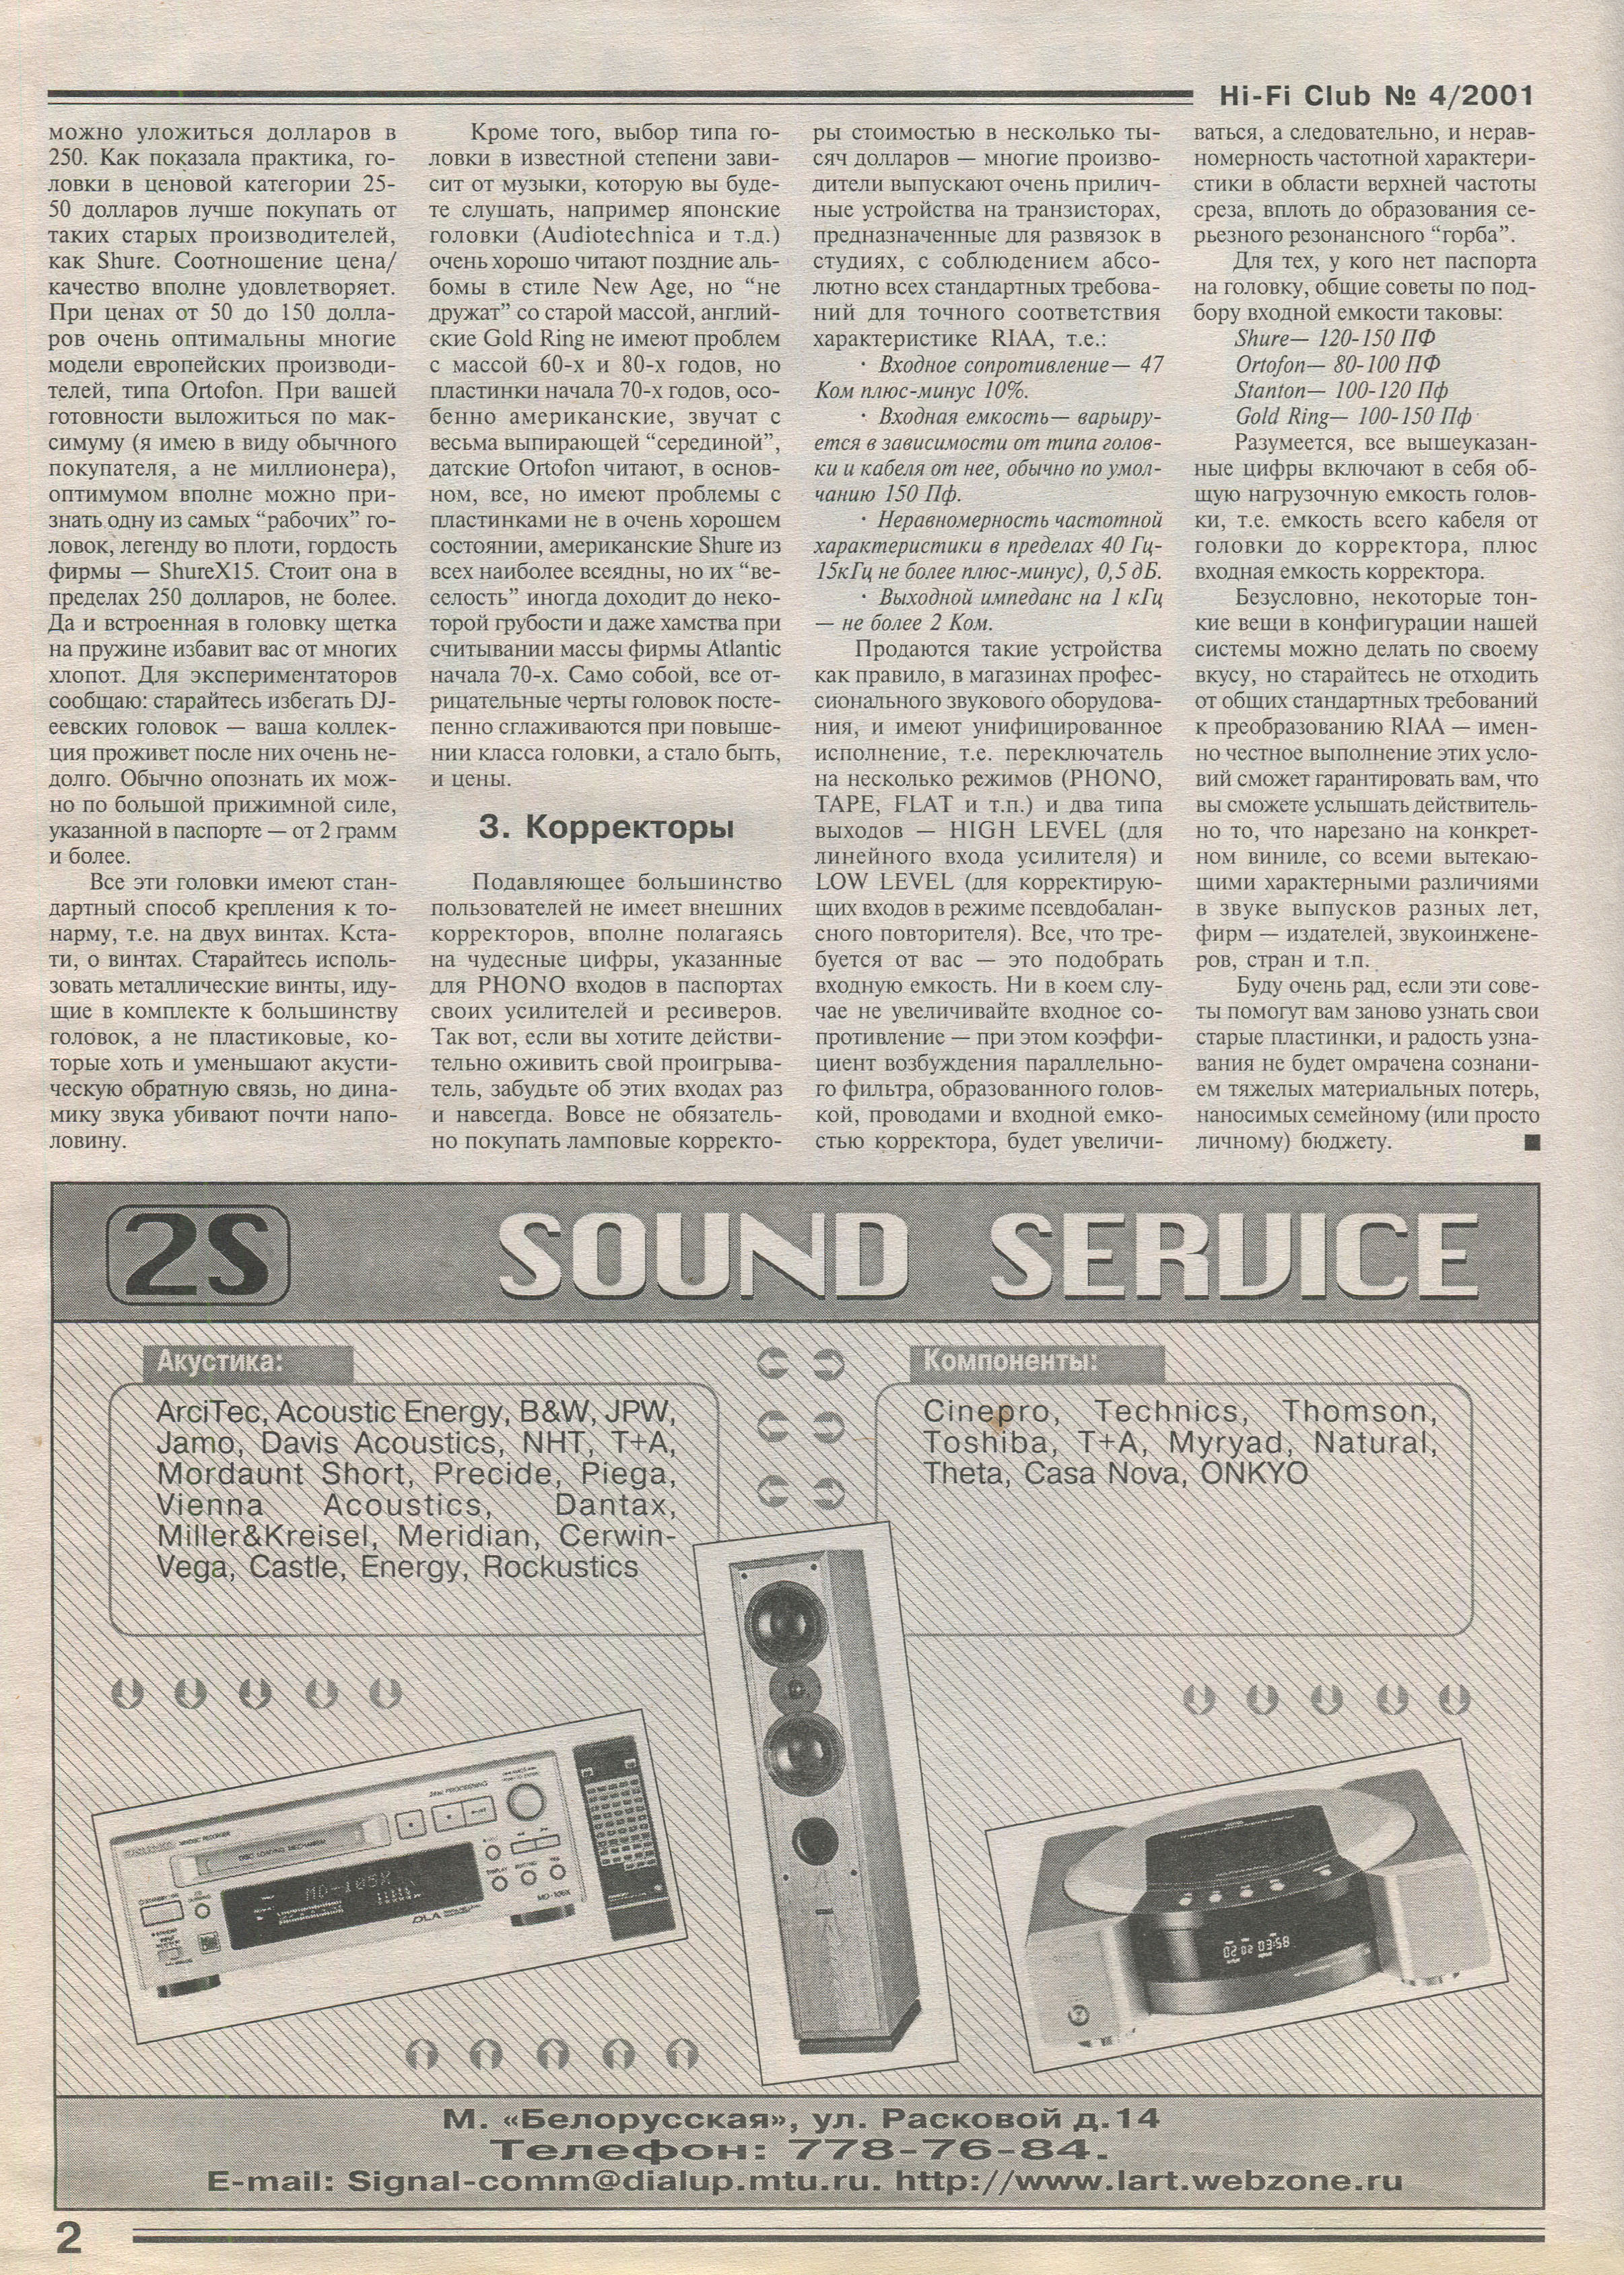 Hi-Fi Club № 4/2001
можно уложиться долларов в
250. Как показала практика, го-
ловки в ценовой категории 25-
50 долларов лучше покупать от
таких старых производителей,
как Shure. Соотношение цена/
качество вполне удовлетворяет.
При ценах от 50 до 150 долла-
ров очень оптимальны многие
модели европейских производи-
телей, типа Ortofon. При вашей
готовности выложиться по мак-
симуму (я имею в виду обычного
покупателя, а не миллионера),
оптимумом вполне можно при-
знать одну из самых “рабочих” го-
ловок, легенду во плоти, гордость
фирмы — ShureX15. Стоит она в
пределах 250 долларов, не более.
Да и встроенная в головку щетка
на пружине избавит вас от многих
хлопот. Для экспериментаторов
сообщаю: старайтесь избегать DJ-
еевских головок — ваша коллек-
ция проживет после них очень не-
долго. Обычно опознать их мож-
но по большой прижимной силе,
указанной в паспорте — от 2 грамм
и более.
Все эти головки имеют стан-
дартный способ крепления к то-
нарму, т.е. на двух винтах. Кста-
ти, о винтах. Старайтесь исполь-
зовать металлические винты, иду-
щие в комплекте к большинству
головок, а не пластиковые, ко-
торые хоть и уменьшают акусти-
ческую обратную связь, но дина-
мику звука убивают почти напо-
ловину.
Кроме того, выбор типа го-
ловки в известной степени зави-
сит от музыки, которую вы буде-
те слушать, например японские
головки (Audiotechnica и т.д.)
очень хорошо читают поздние аль-
бомы в стиле New Age, но “не
дружат” со старой массой, англий-
ские Gold Ring не имеют проблем
с массой 60-х и 80-х годов, но
пластинки начала 70-х годов, осо-
бенно американские, звучат с
весьма выпирающей “серединой”,
датские Ortofon читают, в основ-
ном, все, но имеют проблемы с
пластинками не в очень хорошем
состоянии, американские Shure из
всех наиболее всеядны, но их “ве-
селость” иногда доходит до неко-
торой грубости и даже хамства при
считывании массы фирмы Atlantic
начала 70-х. Само собой, все от-
рицательные черты головок посте-
пенно сглаживаются при повыше-
нии класса головки, а стало быть,
и цены.
3. Корректоры
Подавляющее большинство
пользователей не имеет внешних
корректоров, вполне полагаясь
на чудесные цифры, указанные
для PHONO входов в паспортах
своих усилителей и ресиверов.
Так вот, если вы хотите действи-
тельно оживить свой проигрыва-
тель, забудьте об этих входах раз
и навсегда. Вовсе не обязатель-
но покупать ламповые корректо-
ры стоимостью в несколько ты-
сяч долларов — многие произво-
дители выпускают очень прилич-
ные устройства на транзисторах,
предназначенные для развязок в
студиях, с соблюдением абсо-
лютно всех стандартных требова-
ний для точного соответствия
характеристике RIAA, т.е.:
· Входное сопротивление— 47
Ком плюс-минус 10%.
· Входная емкость— варьиру-
ется в зависимости от типа голов-
ки и кабеля от нее, обычно по умол-
чанию 150 Пф.
· Неравномерность частотной
характеристики в пределах 40 Гц-
15кГц не более плюс-минус), 0,5 дБ.
· Выходной импеданс на 1 кГц
— не более 2 Ком.
Продаются такие устройства
как правило, в магазинах профес-
сионального звукового оборудова-
ния, и имеют унифицированное
исполнение, т.е. переключатель
на несколько режимов (PHONO,
TAPE, FLAT и т.п.) и два типа
выходов — HIGH LEVEL (для
линейного входа усилителя) и
LOW LEVEL (для корректирую-
щих входов в режиме псевдобалан-
сного повторителя). Все, что тре-
буется от вас — это подобрать
входную емкость. Ни в коем слу-
чае не увеличивайте входное со-
противление — при этом коэффи-
циент возбуждения параллельно-
го фильтра, образованного голов-
кой, проводами и входной емко-
стью корректора, будет увеличи-
ваться, а следовательно, и нерав-
номерность частотной характери-
стики в области верхней частоты
среза, вплоть до образования се-
рьезного резонансного “горба”.
Для тех, у кого нет паспорта
на головку, общие советы по под-
бору входной емкости таковы:
Shure— 120-150 ПФ
Ortofon— 80-100 ПФ
Stanton— 100-120 Пф
Gold Ring— 100-150 Пф
Разумеется, все вышеуказан-
ные цифры включают в себя об-
щую нагрузочную емкость голов-
ки, т.е. емкость всего кабеля от
головки до корректора, плюс
входная емкость корректора.
Безусловно, некоторые тон-
кие вещи в конфигурации нашей
системы можно делать по своему
вкусу, но старайтесь не отходить
от общих стандартных требований
к преобразованию RIAA — имен-
но честное выполнение этих усло-
вий сможет гарантировать вам, что
вы сможете услышать действитель-
но то, что нарезано на конкрет-
ном виниле, со всеми вытекаю-
щими характерными различиями
в звуке выпусков разных лет,
фирм — издателей, звукоинжене-
ров, стран и т.п.
Буду очень рад, если эти сове-
ты помогут вам заново узнать свои
старые пластинки, и радость узна-
вания не будет омрачена сознани-
ем тяжелых материальных потерь,
наносимых семейному (или просто
личному) бюджету.
2S SOUND SERVICE
Акустика:
ArciTec, Acoustic Energy, B&W, JPW,
Jamo, Davis Acoustics, NHT, T+A,
Mordaunt Short, Precide, Piega,
Vienna Acoustics, Dantax,
Miller&Kreisel, Meridian, Cerwin-
Vega, Castle, Energy, Rockustics
Компоненты:
Cinepro, Technics, Thomson,
Toshiba, T+A, Myryad, Natural,
Theta, Casa Nova, ONKYO
DISC LOADING MECHANISM
MD-105X
DISPLAY
DLA
MD-105X
02 02 03:58
М. «Белорусская», ул. Расковой д.14
Телефон: 778-76-84.
E-mail: Signal-comm@dialup.mtu.ru. http://www.lart.webzone.ru
2